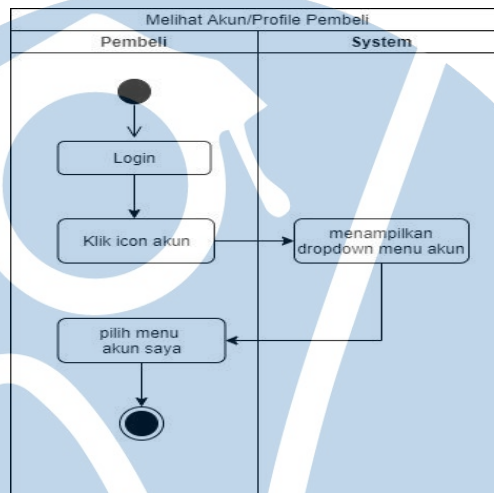 Melihat Akun/Profile Pembeli
Pembeli
System
Login
Klik icon akun
menampilkan
dropdown menu akun
pilih menu
akun saya